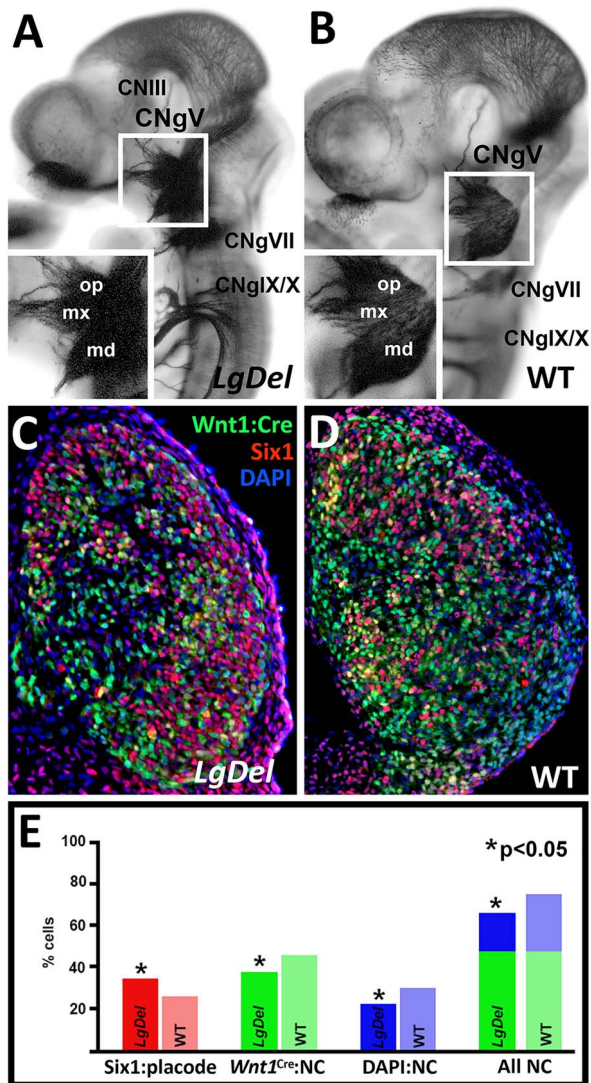 A
CNIII
CNgV
CNgVII
CNgIX/X
op
mx
md
LgDel
B
CNgV
CNgVII
CNgIX/X
op
mx
md
WT
C
Wnt1:Cre
Six1
DAPI
LgDel
D
WT
E
*p<0.05
% cells
100
80
60
40
20
* * * *
LgDel WT LgDel WT LgDel WT LgDel WT
Six1:placode Wnt1Cre:NC DAPI:NC All NC